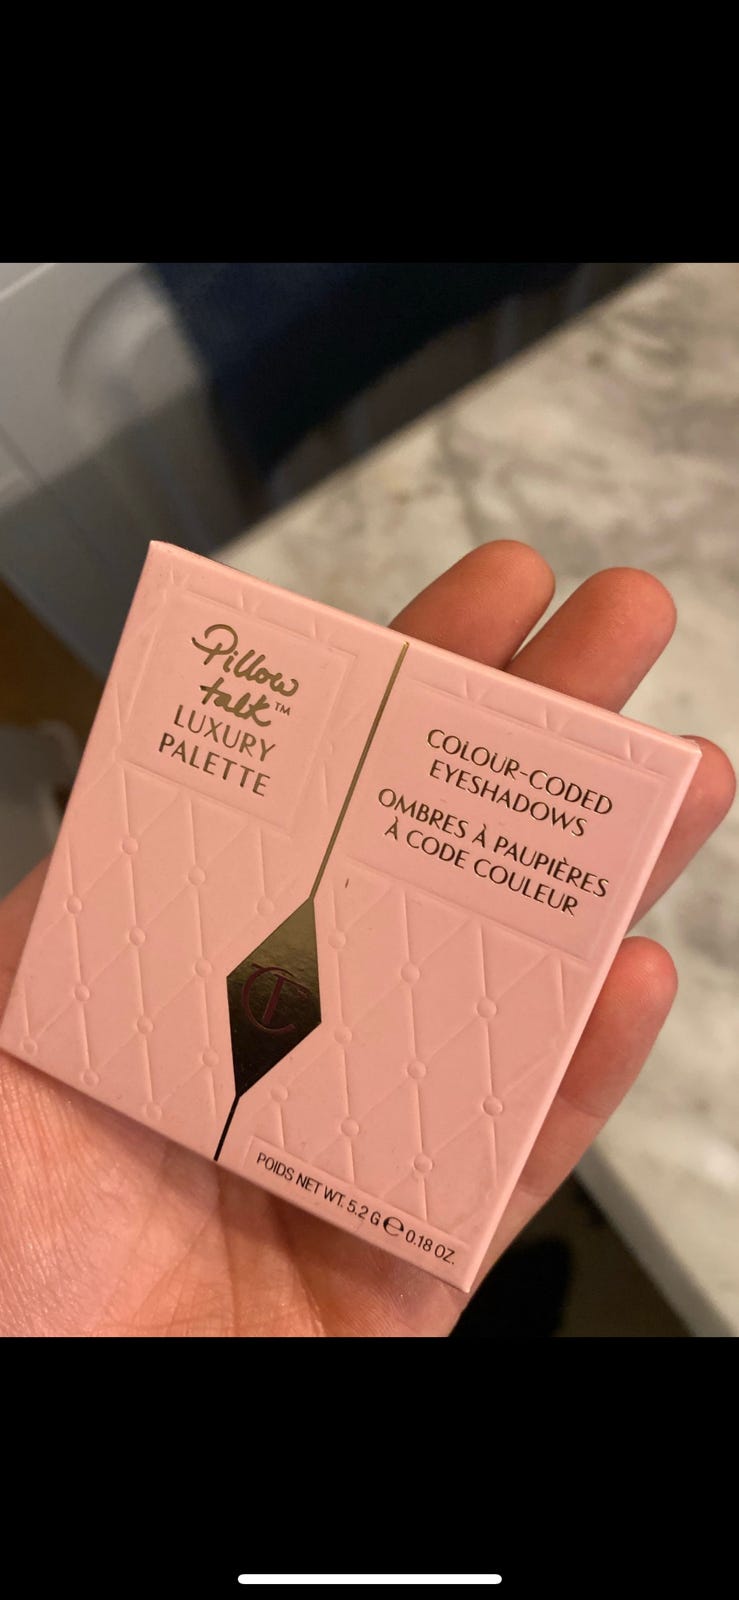 Pillow
talk™
LUXURY
PALETTE
COLOUR-CODED
EYESHADOWS
OMBRES À PAUPIÈRES
À CODE COULEUR
CT
POIDS NET WT. 5.2 G ℮ 0.18 OZ.